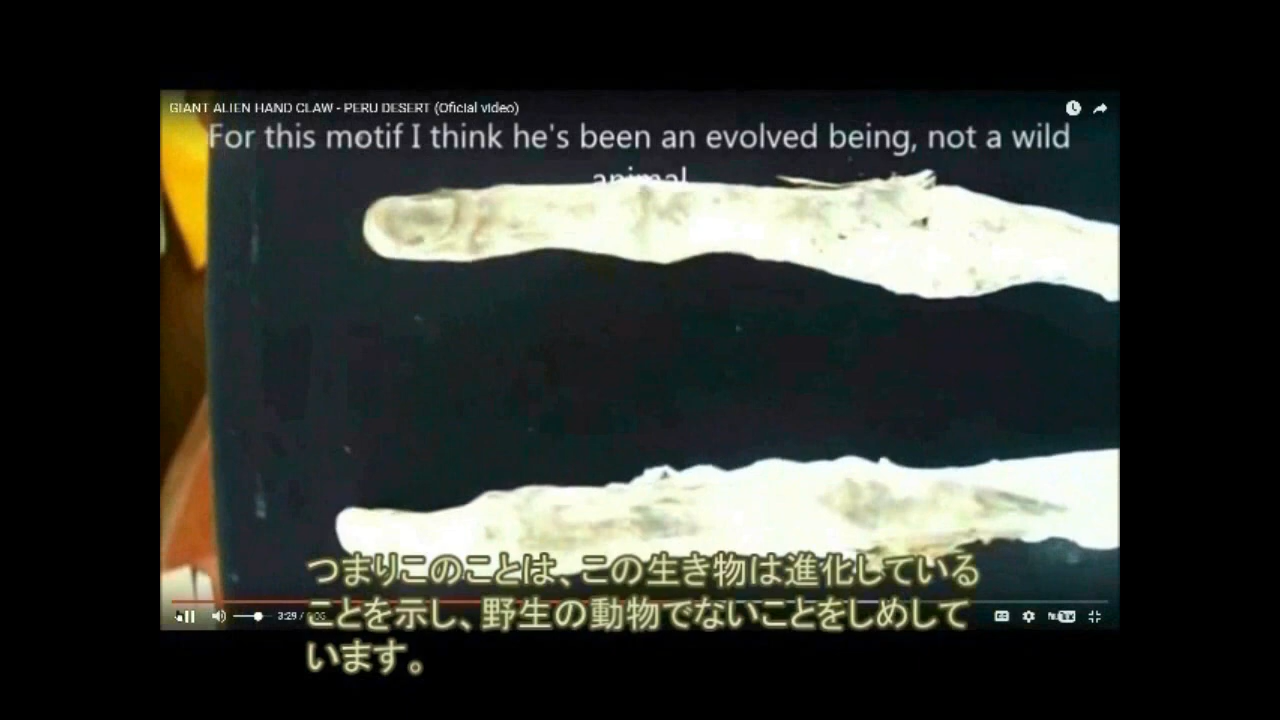 GIANT ALIEN HAND CLAW - PERU DESERT (Oficial video)
For this motif I think he's been an evolved being, not a wild
animal
つまりこのことは、この生き物は進化している
ことを示し、野生の動物でないことをしめして
います。
3:29 /